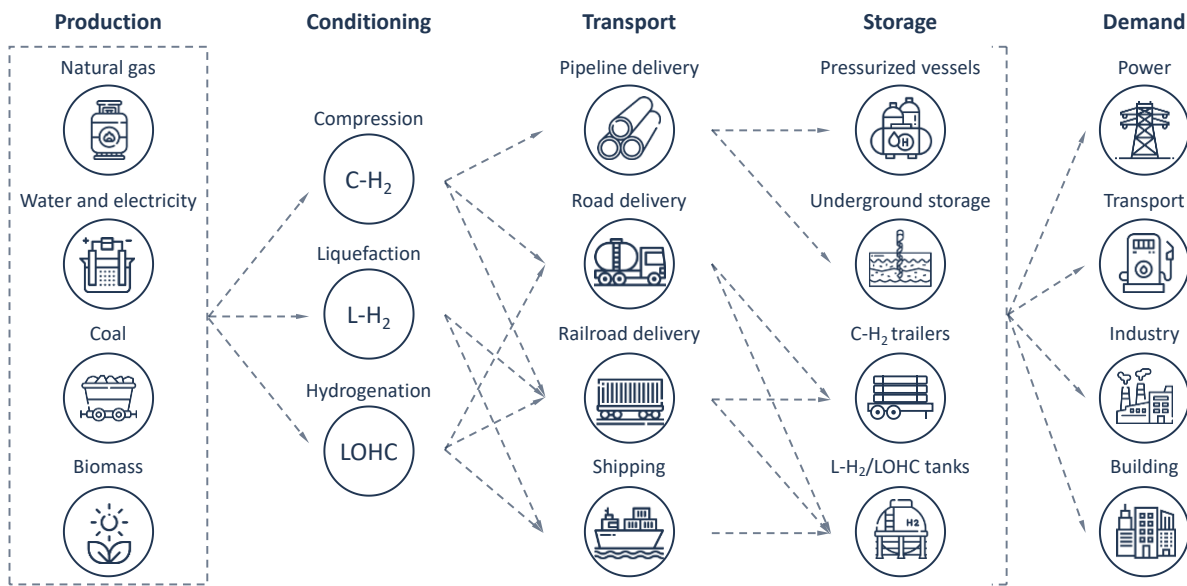 Production
Conditioning
Transport
Storage
Demand
Natural gas
Water and electricity
+ -
Coal
Biomass
Compression
C-H₂
Liquefaction
L-H₂
Hydrogenation
LOHC
Pipeline delivery
Road delivery
Railroad delivery
Shipping
Pressurized vessels
H
Underground storage
C-H₂ trailers
L-H₂/LOHC tanks
H2
Power
Transport
Industry
Building